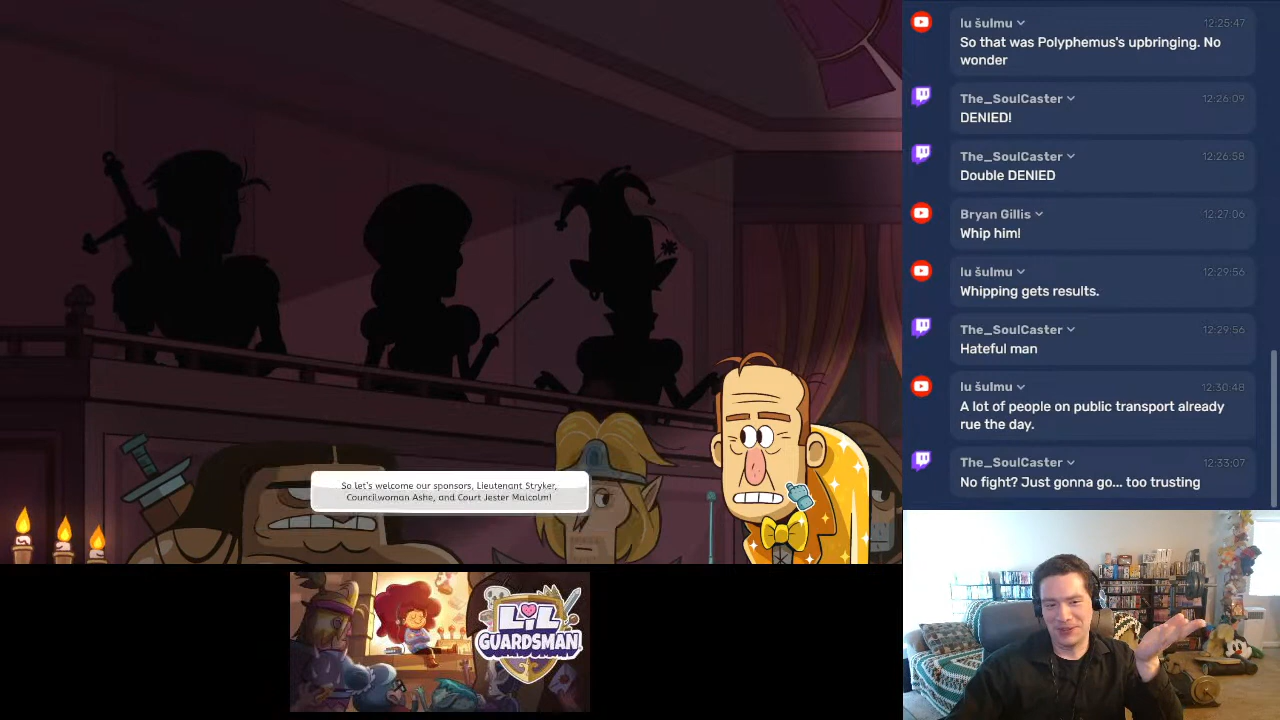 So let's welcome our sponsors, Lieutenant Stryker,
Councilwoman Ashe, and Court Jester Malcolm!
LiL
GUARDSMAN
lu šulmu
12:25:47
So that was Polyphemus's upbringing. No
wonder
The_SoulCaster
12:26:09
DENIED!
The_SoulCaster
12:26:58
Double DENIED
Bryan Gillis
12:27:06
Whip him!
lu šulmu
12:29:56
Whipping gets results.
The_SoulCaster
12:29:56
Hateful man
lu šulmu
12:30:48
A lot of people on public transport already
rue the day.
The_SoulCaster
12:33:07
No fight? Just gonna go... too trusting